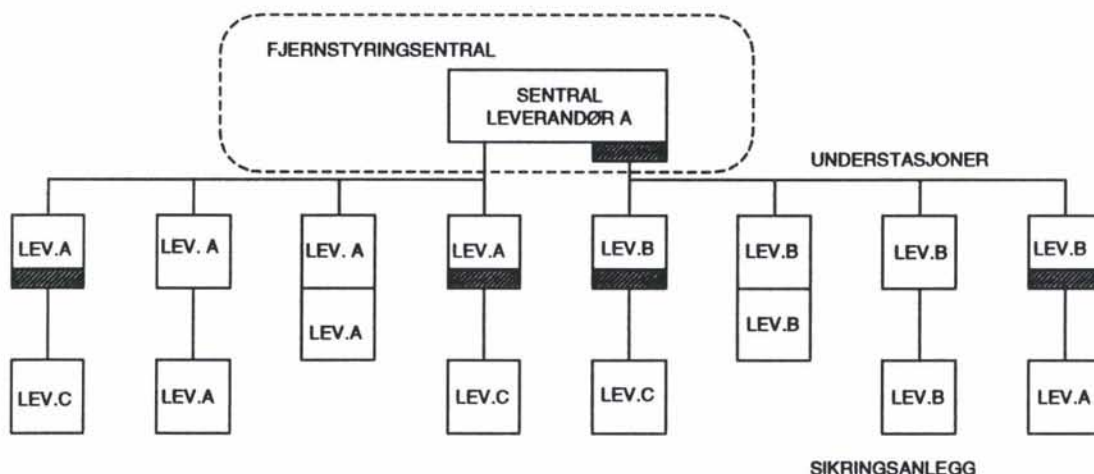 FJERNSTYRINGSENTRAL
SENTRAL
LEVERANDØR A
UNDERSTASJONER
LEV.A
LEV. A
LEV. A
LEV.A
LEV.B
LEV.B
LEV.B
LEV.B
LEV.A
LEV.B
LEV.C
LEV.A
LEV.C
LEV.C
LEV.B
LEV.A
SIKRINGSANLEGG